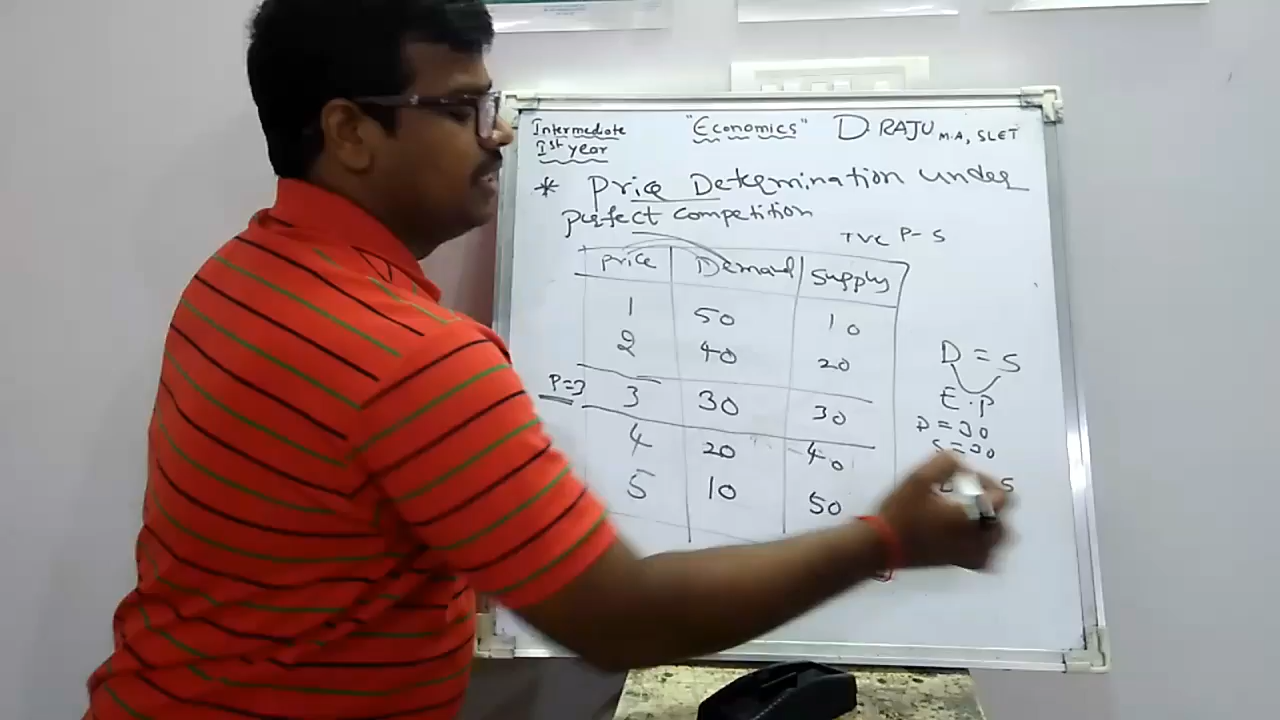 Intermediate
Ist year
"Economics"
D RAJU M.A, SLET
* Price Determination under
perfect competition
TVC P-S
price Demand supply
1 50 10
2 40 20
P=3 3 30 30
4 20 40
5 10 50
D = S
E.P
D = 30
S = 30
S